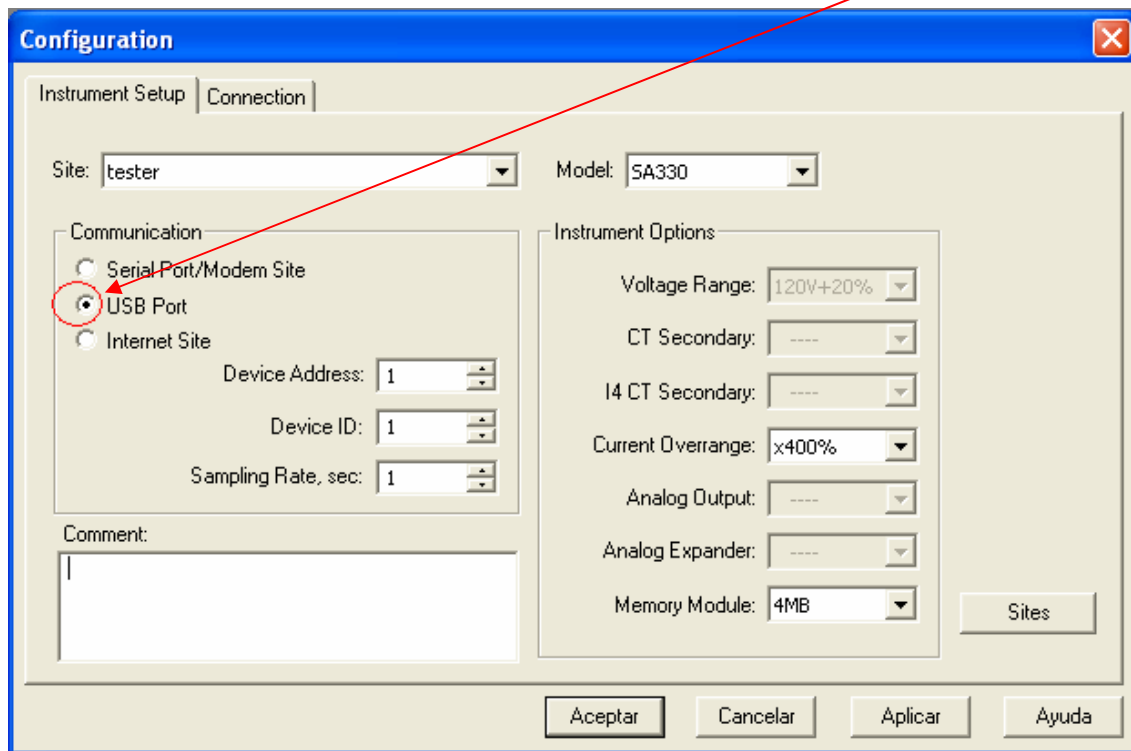 Configuration
Instrument Setup
Connection
Site: tester
Model: SA330
Communication
Serial Port/Modem Site
USB Port
Internet Site
Device Address: 1
Device ID: 1
Sampling Rate, sec: 1
Comment:
Instrument Options
Voltage Range: 120V+20%
CT Secondary: ----
I4 CT Secondary: ----
Current Overrange: x400%
Analog Output: ----
Analog Expander: ----
Memory Module: 4MB
Sites
Aceptar
Cancelar
Aplicar
Ayuda